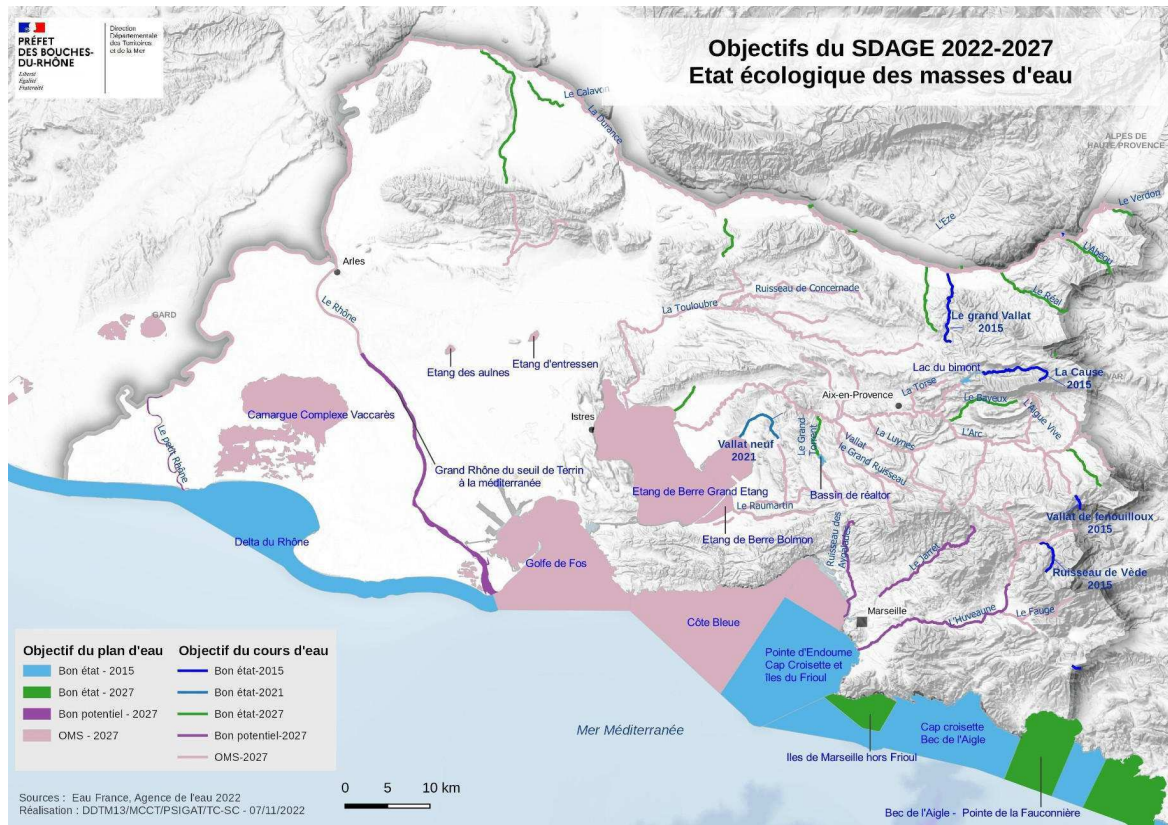 PRÉFET
DES BOUCHES-
DU-RHÔNE
Liberté
Égalité
Fraternité
Direction
Départementale
des Territoires
et de la Mer
Objectifs du SDAGE 2022-2027
Etat écologique des masses d'eau
Le Calavon
La Durance
ALPES DE
HAUTE PROVENCE
Le Verdon
L'Eze
Arles
Le Rhône
Ruisseau de Concernade
La Touloubre
Le Réal
Le grand Vallat
2015
GARD
Etang des aulnes
Etang d'entressen
Lac du bimont
La Cause
2015
VAR
La Torse
Aix-en-Provence
Le Bayeux
L'Aigue Vive
Camargue Complexe Vaccarès
Istres
Le petit Rhône
Vallat neuf
2021
Le Grand
Torrent
Vallat
le Grand Ruisseau
La Luynes
L'Arc
Grand Rhône du seuil de Terrin
à la méditerranée
Etang de Berre Grand Etang
Bassin de réaltor
Le Raumartin
Etang de Berre Bolmon
Vallat de fenouilloux
2015
Delta du Rhône
Golfe de Fos
Ruisseau des
Aygalades
Le Jarret
Ruisseau de Vède
2015
Côte Bleue
Marseille
L'Huveaune
Le Fauge
Pointe d'Endoume
Cap Croisette et
îles du Frioul
Mer Méditerranée
Cap croisette
Bec de l'Aigle
Iles de Marseille hors Frioul
Bec de l'Aigle - Pointe de la Fauconnière
Objectif du plan d'eau
Bon état - 2015
Bon état - 2027
Bon potentiel - 2027
OMS - 2027
Objectif du cours d'eau
Bon état-2015
Bon état-2021
Bon état-2027
Bon potentiel-2027
OMS-2027
0 5 10 km
Sources : Eau France, Agence de l'eau 2022
Réalisation : DDTM13/MCCT/PSIGAT/TC-SC - 07/11/2022